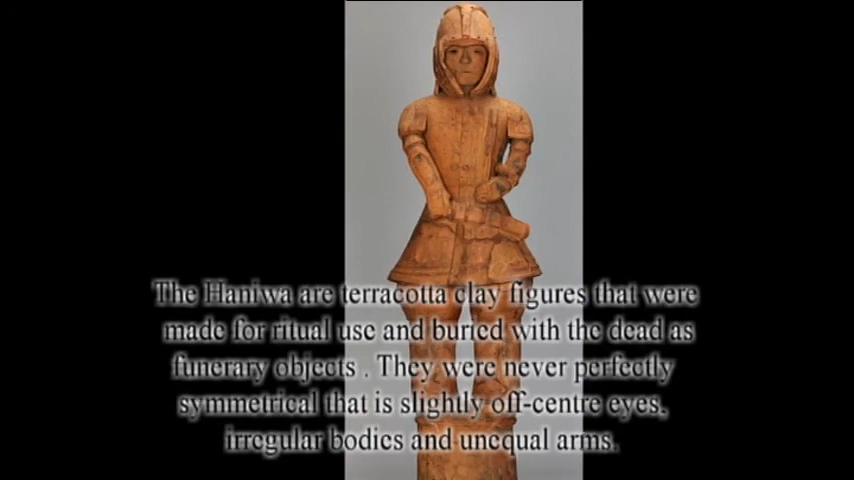 The Haniwa are terracotta clay figures that were
made for ritual use and buried with the dead as
funerary objects . They were never perfectly
symmetrical that is slightly off-centre eyes,
irregular bodies and unequal arms.